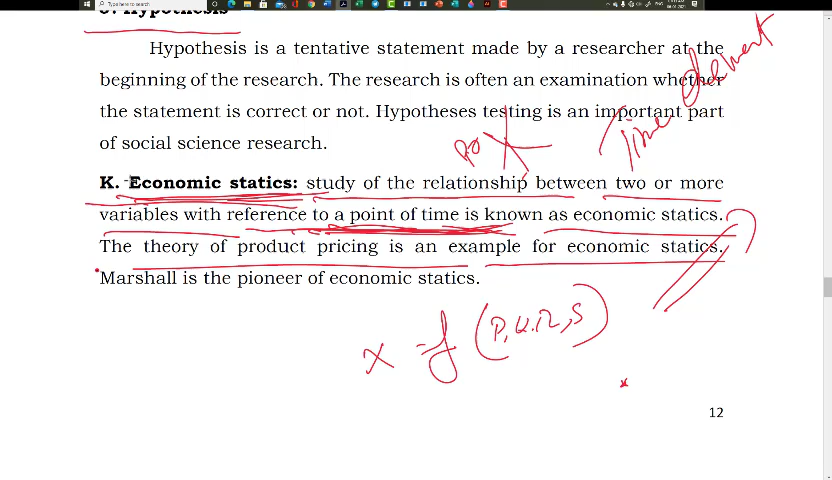 J. Hypothesis
Hypothesis is a tentative statement made by a researcher at the
beginning of the research. The research is often an examination whether
the statement is correct or not. Hypotheses testing is an important part
of social science research.
Time element
K. Economic statics: study of the relationship between two or more
variables with reference to a point of time is known as economic statics.
The theory of product pricing is an example for economic statics.
Marshall is the pioneer of economic statics.
12